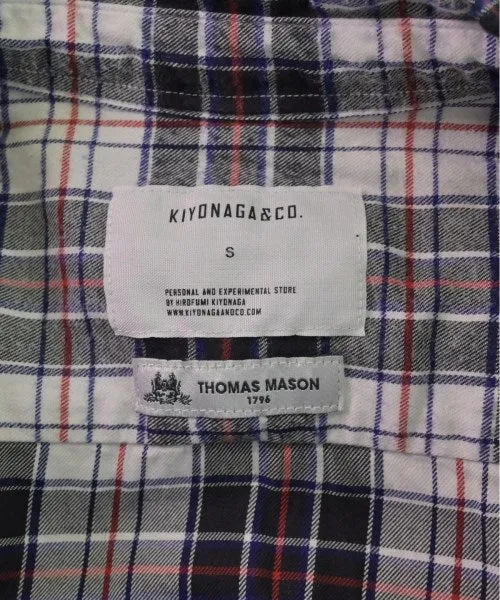 KIYONAGA&CO.
S
PERSONAL AND EXPERIMENTAL STORE
BY HIROFUMI KIYONAGA
WWW.KIYONAGAANDCO.COM
THOMAS MASON
1796